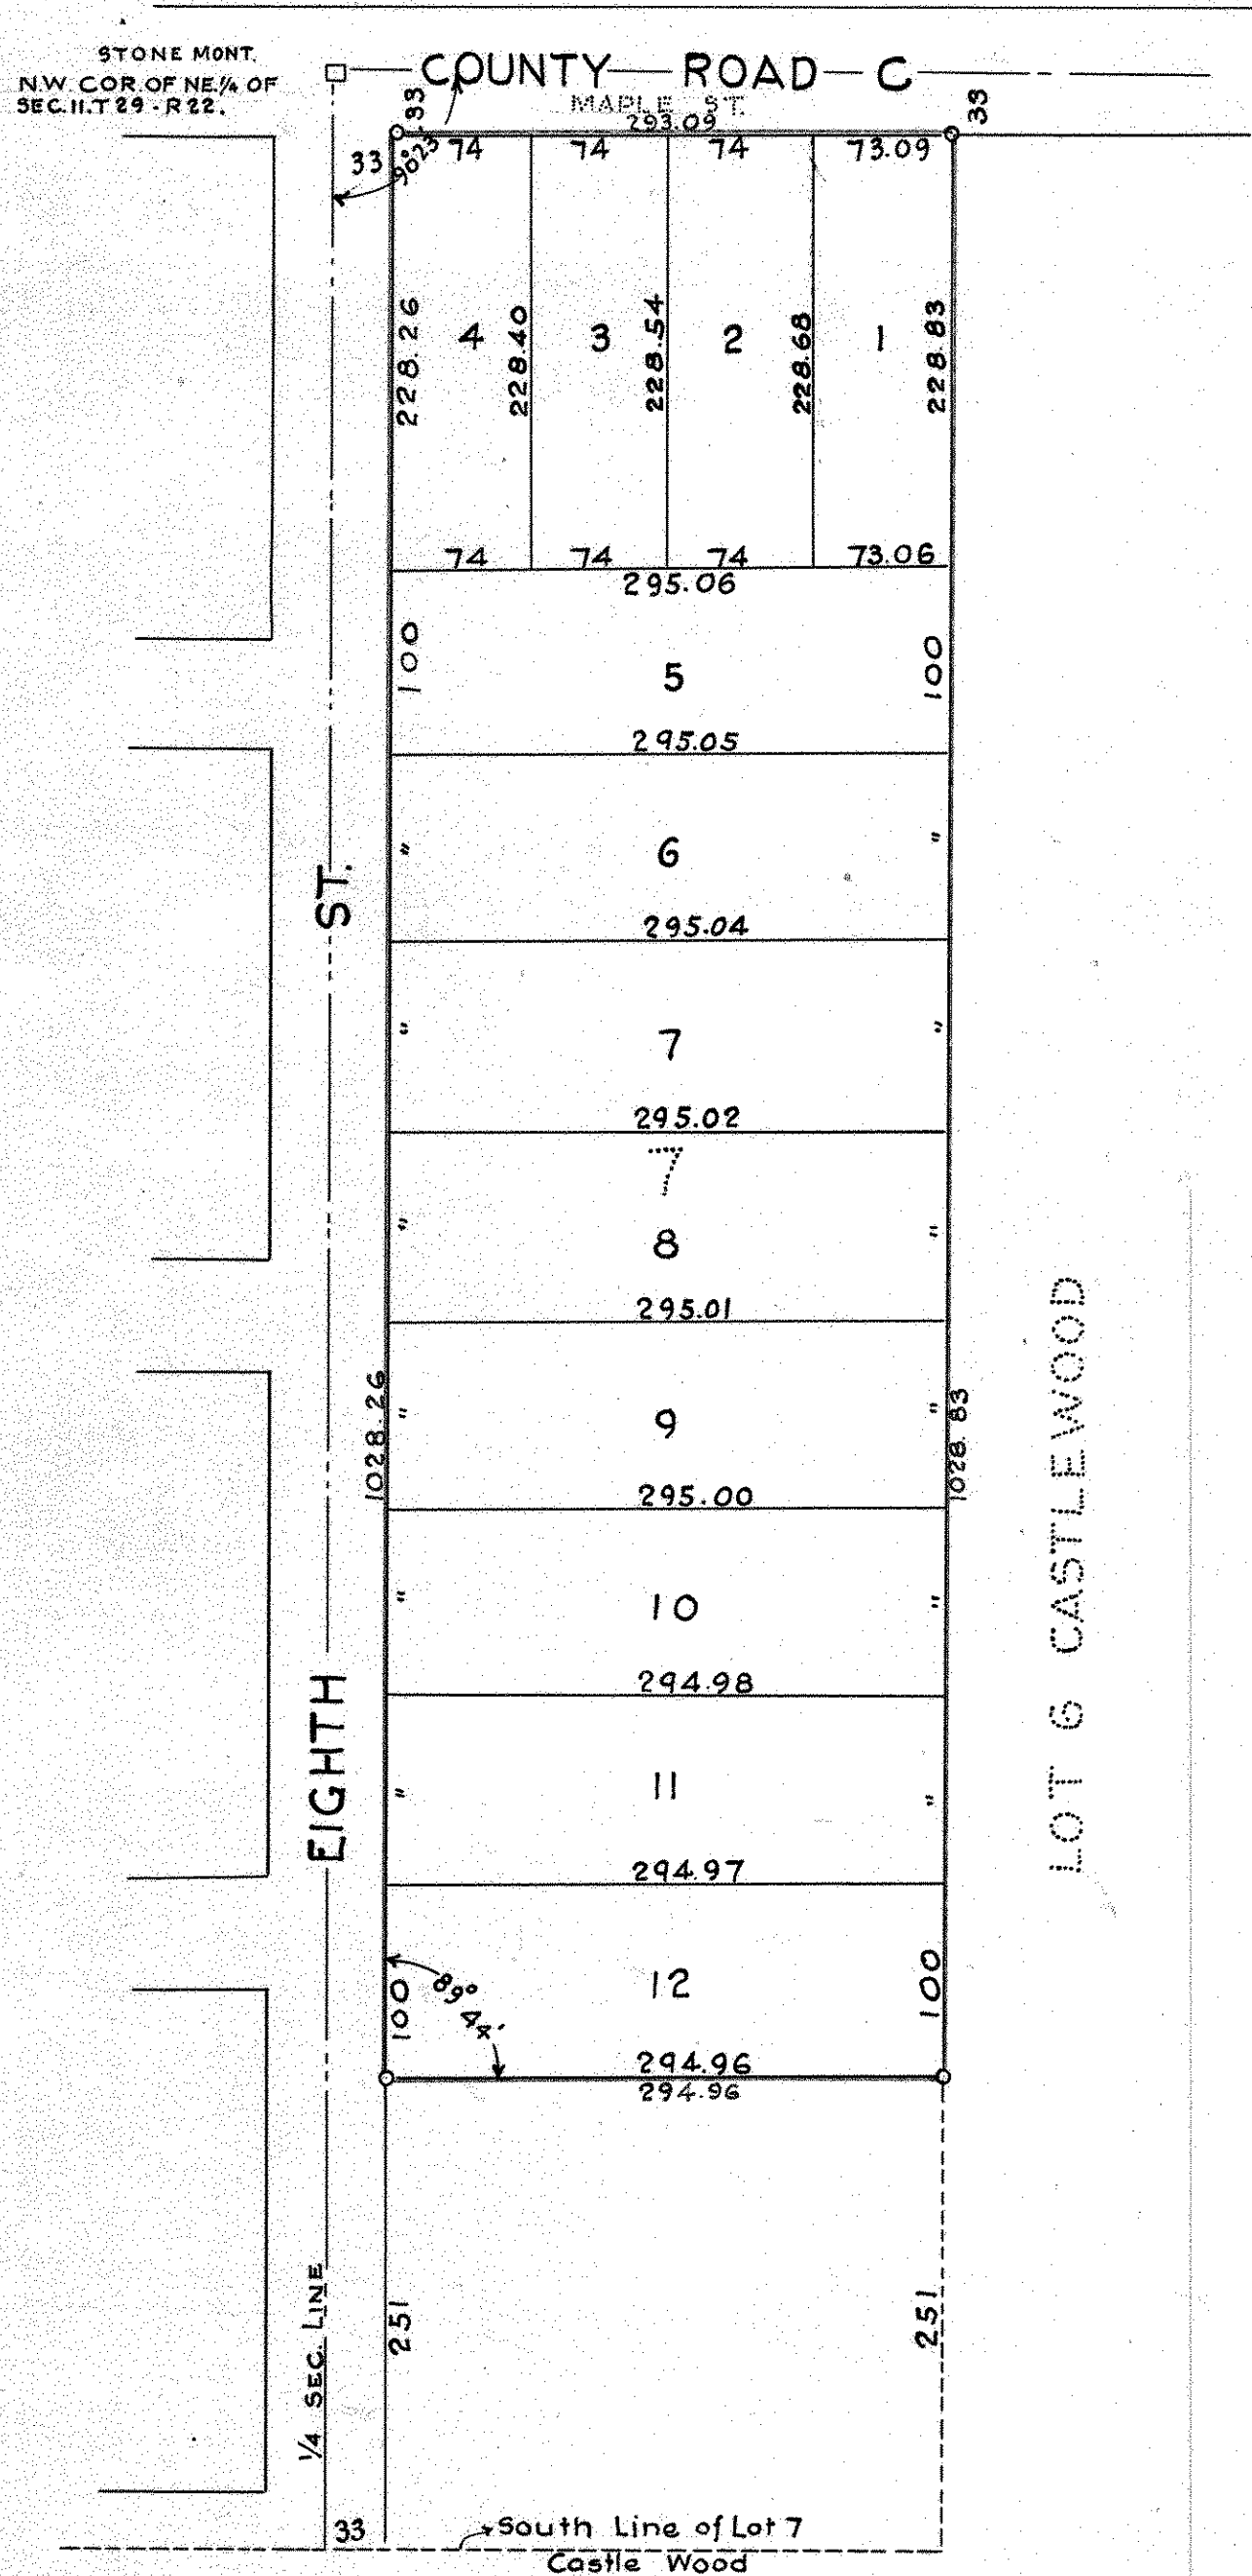 STONE MONT.
N.W COR. OF NE.¼ OF
SEC.11.T 29 - R 22.
COUNTY ROAD C
MAPLE ST.
293.09
33
33
33
90°23'
74 74 74 73.09
228.26
4
228.40
3
228.54
2
228.68
1
228.83
74 74 74 73.06
295.06
100
5
100
295.05
" 6 "
295.04
" 7 "
295.02
7
" 8 "
295.01
" 9 "
1028.26
1028.83
295.00
" 10 "
294.98
" 11 "
294.97
100
12
100
89° 44'
294.96
294.96
EIGHTH ST.
LOT 6 CASTLEWOOD
251
251
¼ SEC. LINE
33
South Line of Lot 7
Castle Wood